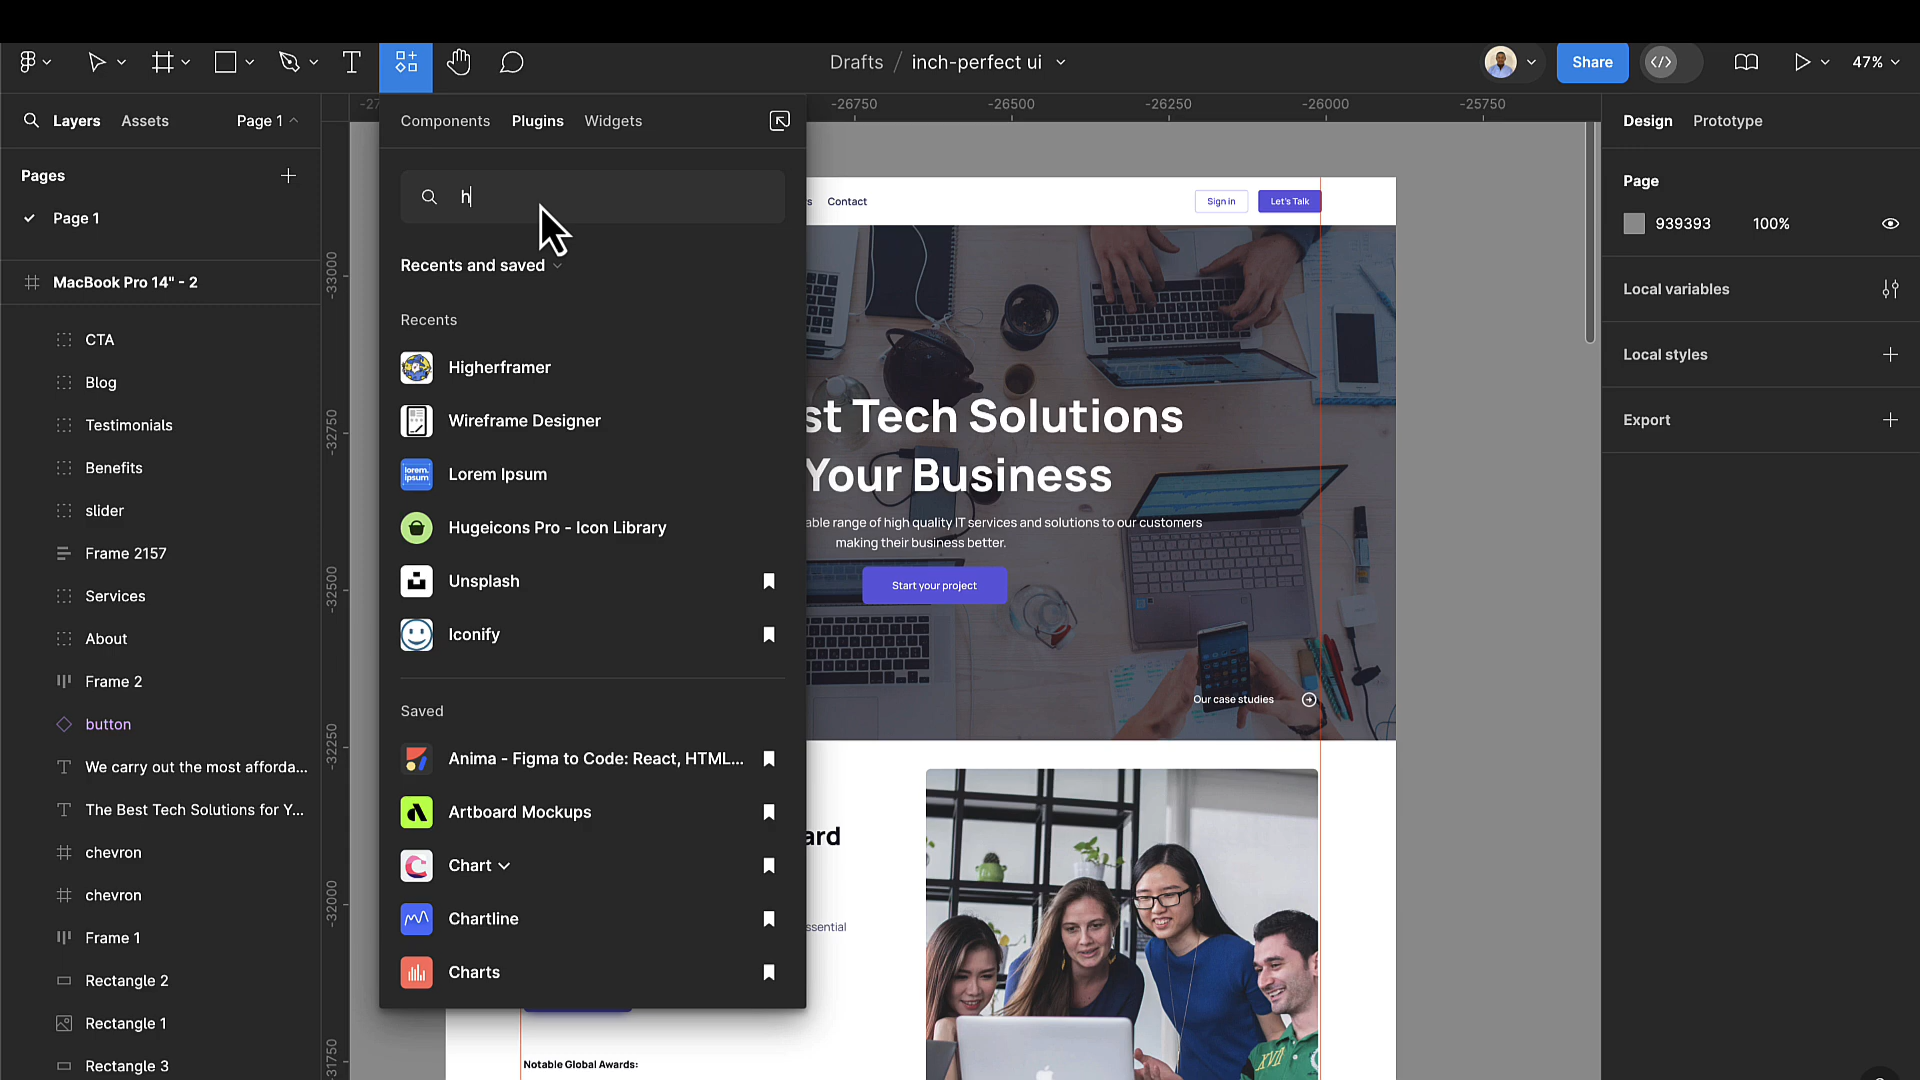 Drafts / inch-perfect ui
Share
47%
Layers
Assets
Page 1
Pages
Page 1
MacBook Pro 14" - 2
CTA
Blog
Testimonials
Benefits
slider
Frame 2157
Services
About
Frame 2
button
We carry out the most afforda...
The Best Tech Solutions for Y...
chevron
chevron
Frame 1
Rectangle 2
Rectangle 1
Rectangle 3
Components
Plugins
Widgets
h
Recents and saved
Recents
Higherframer
Wireframe Designer
lorem. ipsum
Lorem Ipsum
Hugeicons Pro - Icon Library
Unsplash
Iconify
Saved
Anima - Figma to Code: React, HTML...
Artboard Mockups
Chart
Chartline
Charts
-26750
-26500
-26250
-26000
-25750
-33000
-32750
-32500
-32250
-32000
-31750
s
Contact
Sign in
Let's Talk
st Tech Solutions
Your Business
able range of high quality IT services and solutions to our customers
making their business better.
Start your project
Our case studies
ard
ssential
Notable Global Awards:
Design
Prototype
Page
939393
100%
Local variables
Local styles
Export